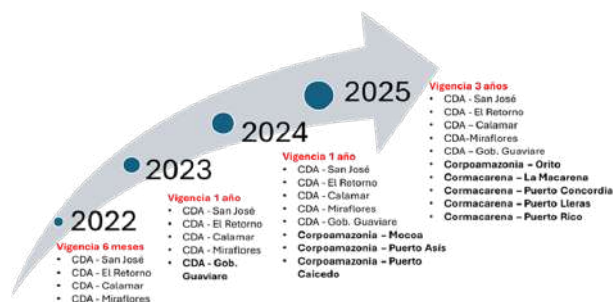 2022
Vigencia 6 meses
• CDA - San José
• CDA - El Retorno
• CDA - Calamar
• CDA - Miraflores
2023
Vigencia 1 año
• CDA - San José
• CDA - El Retorno
• CDA - Calamar
• CDA - Miraflores
• CDA - Gob.
Guaviare
2024
Vigencia 1 año
• CDA - San José
• CDA - El Retorno
• CDA - Calamar
• CDA - Miraflores
• CDA - Gob. Guaviare
• Corpoamazonia – Mocoa
• Corpoamazonia – Puerto Asís
• Corpoamazonia – Puerto
Caicedo
2025
Vigencia 3 años
• CDA - San José
• CDA - El Retorno
• CDA – Calamar
• CDA-Miraflores
• CDA – Gob. Guaviare
• Corpoamazonia – Orito
• Cormacarena – La Macarena
• Cormacarena – Puerto Concordia
• Cormacarena – Puerto Lleras
• Cormacarena – Puerto Rico